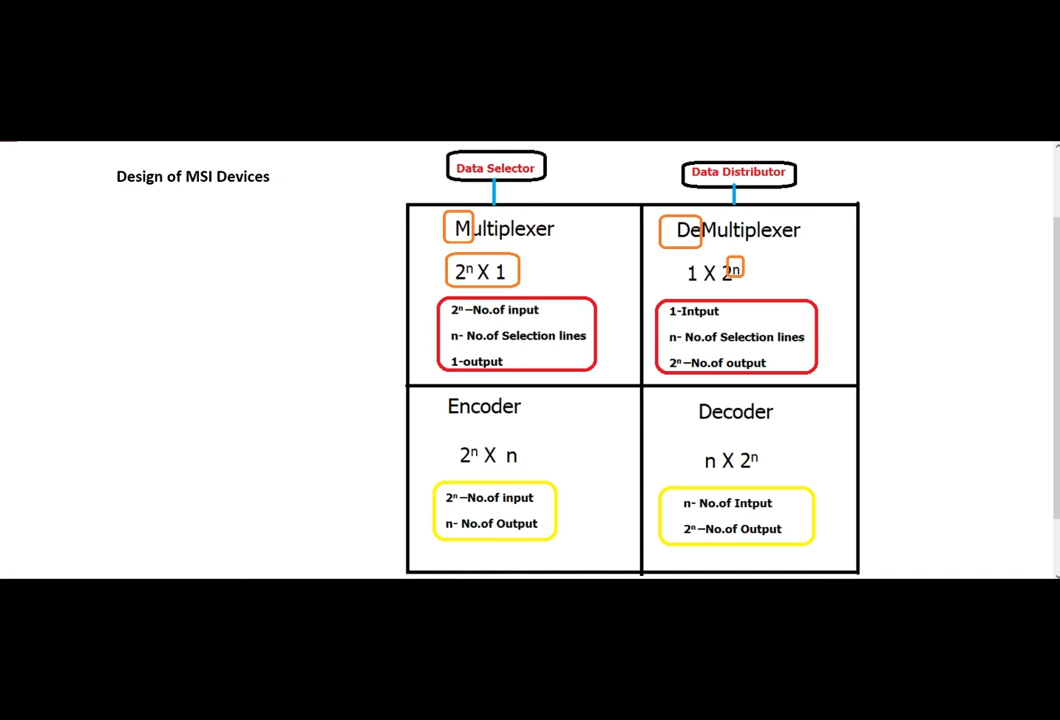 Design of MSI Devices
Data Selector
Data Distributor
Multiplexer
2ⁿ X 1
2ⁿ–No.of input
n- No.of Selection lines
1-output
DeMultiplexer
1 X 2ⁿ
1-Intput
n- No.of Selection lines
2ⁿ–No.of output
Encoder
2ⁿ X n
2ⁿ–No.of input
n- No.of Output
Decoder
n X 2ⁿ
n- No.of Intput
2ⁿ–No.of Output